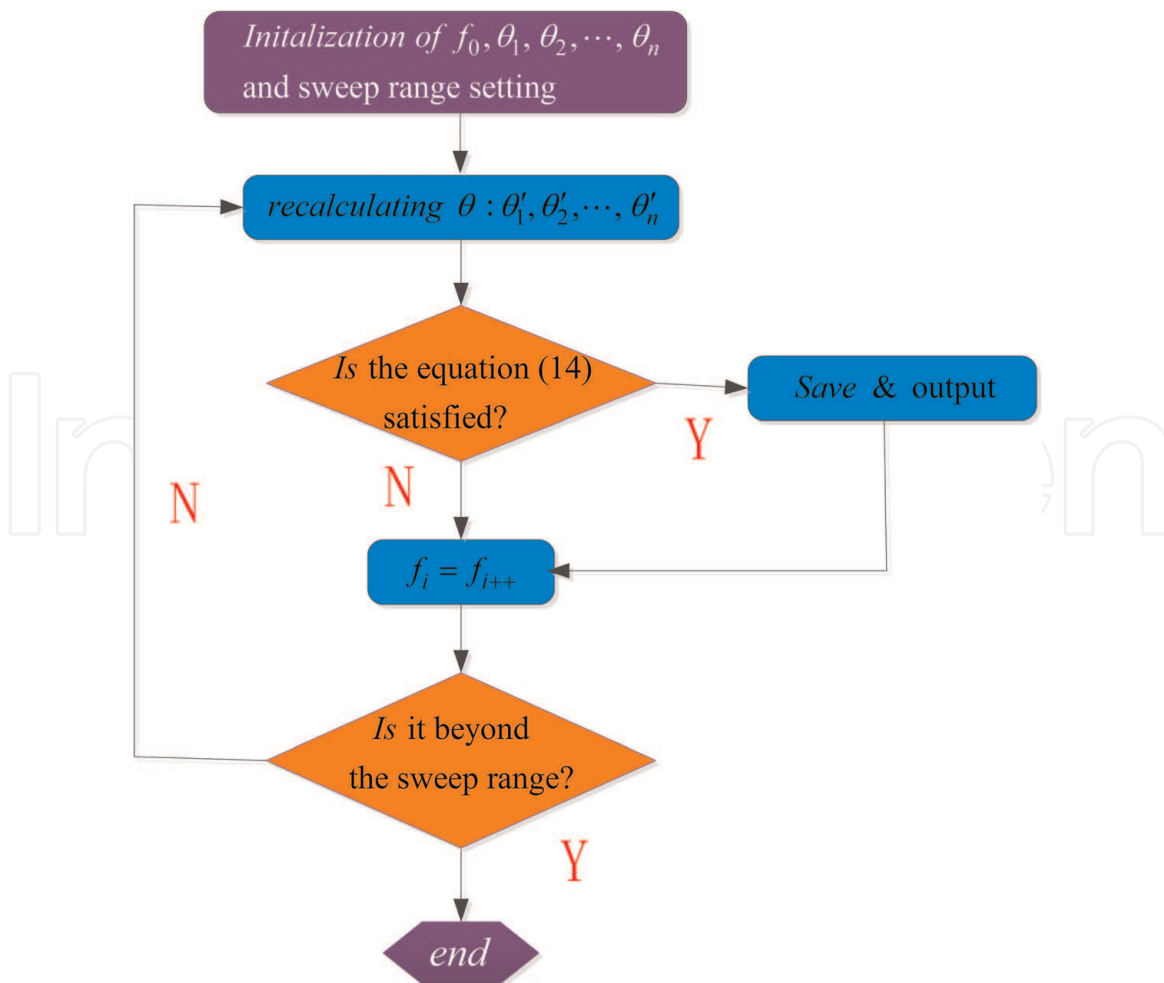 Initalization of f₀, θ₁, θ₂, ⋯, θₙ
and sweep range setting
recalculating θ : θ′₁, θ′₂, ⋯, θ′ₙ
Is the equation (14)
satisfied?
Save & output
Y
N
N
fᵢ = fᵢ₊₊
Is it beyond
the sweep range?
Y
end